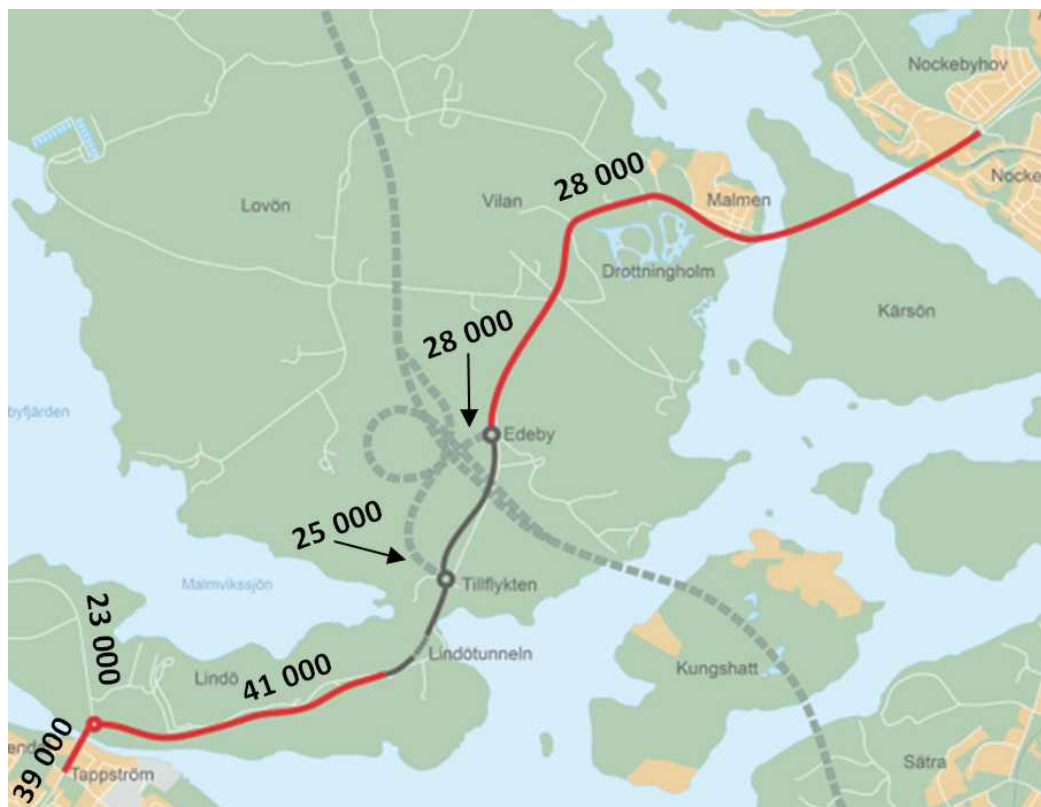 Nockebyhov
Nocke
28 000
Lovön
Vilan
Malmen
Drottningholm
Kärsön
28 000
byfjärden
Edeby
25 000
Malmvikssjön
Tillflykten
23 000
Lindötunneln
Lindö
41 000
Kungshatt
39 000
Tappström
Sätra